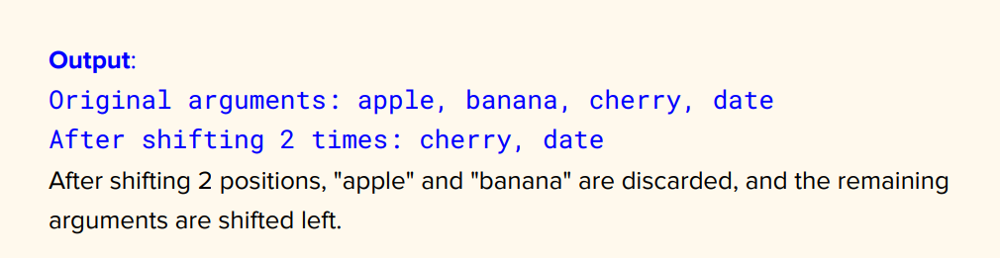 Output:
Original arguments: apple, banana, cherry, date
After shifting 2 times: cherry, date
After shifting 2 positions, "apple" and "banana" are discarded, and the remaining
arguments are shifted left.